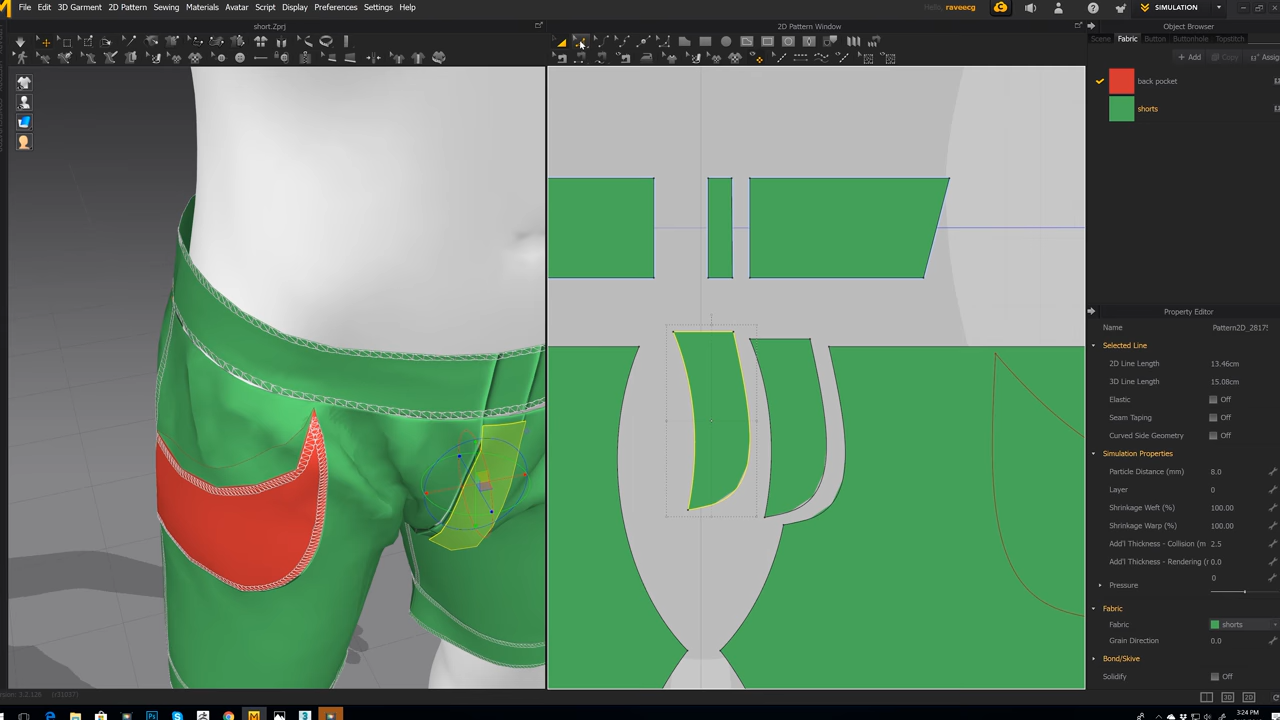 File Edit 3D Garment 2D Pattern Sewing Materials Avatar Script Display Preferences Settings Help
Hello, raveecg
SIMULATION
short.Zprj
2D Pattern Window
Object Browser
Scene Fabric Button Buttonhole Topstitch
+ Add Copy Assig
back pocket
shorts
Property Editor
Name Pattern2D_2817
Selected Line
2D Line Length 13.46cm
3D Line Length 15.08cm
Elastic Off
Seam Taping Off
Curved Side Geometry Off
Simulation Properties
Particle Distance (mm) 8.0
Layer 0
Shrinkage Weft (%) 100.00
Shrinkage Warp (%) 100.00
Add'l Thickness - Collision (m 2.5
Add'l Thickness - Rendering (r 0.0
Pressure 0
Fabric
Fabric shorts
Grain Direction 0.0
Bond/Skive
Solidify Off
3D 2D
3:24 PM